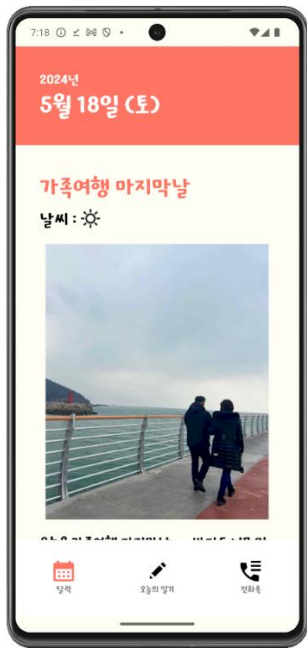 7:18
2024년
5월 18일 (토)
가족여행 마지막날
날씨 :
달력
오늘의 일기
전화목